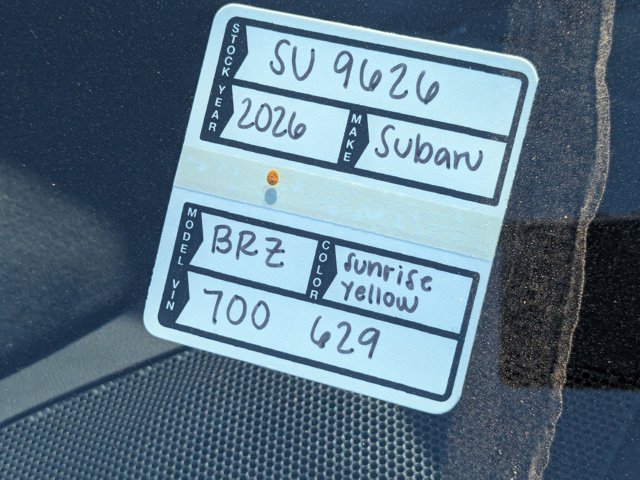 STOCK SU 9626
YEAR 2026 MAKE Subaru
MODEL BRZ COLOR sunrise
yellow
VIN 700 629